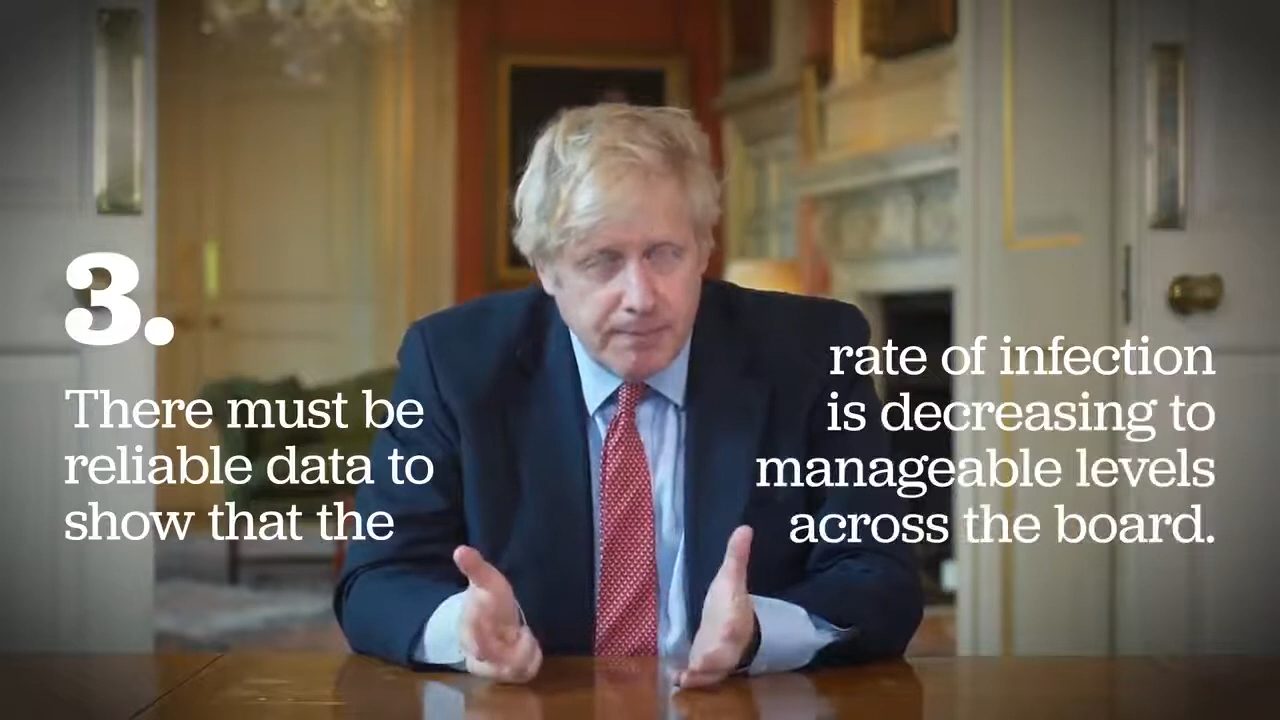 3.
There must be
reliable data to
show that the
rate of infection
is decreasing to
manageable levels
across the board.